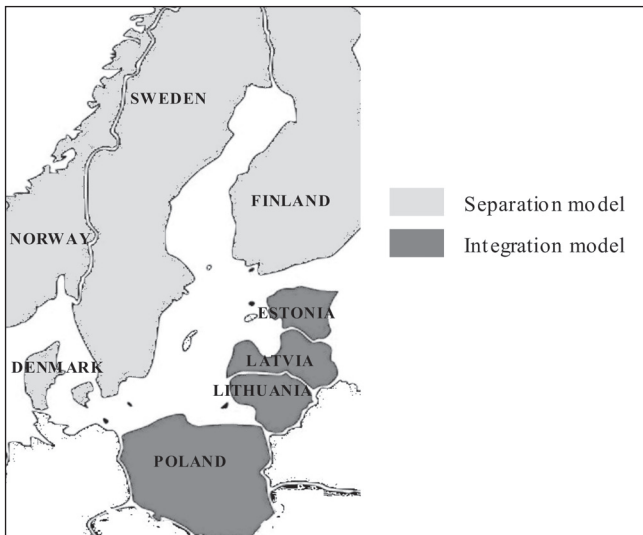 SWEDEN
FINLAND
NORWAY
ESTONIA
DENMARK
LATVIA
LITHUANIA
POLAND
Separation model
Integration model